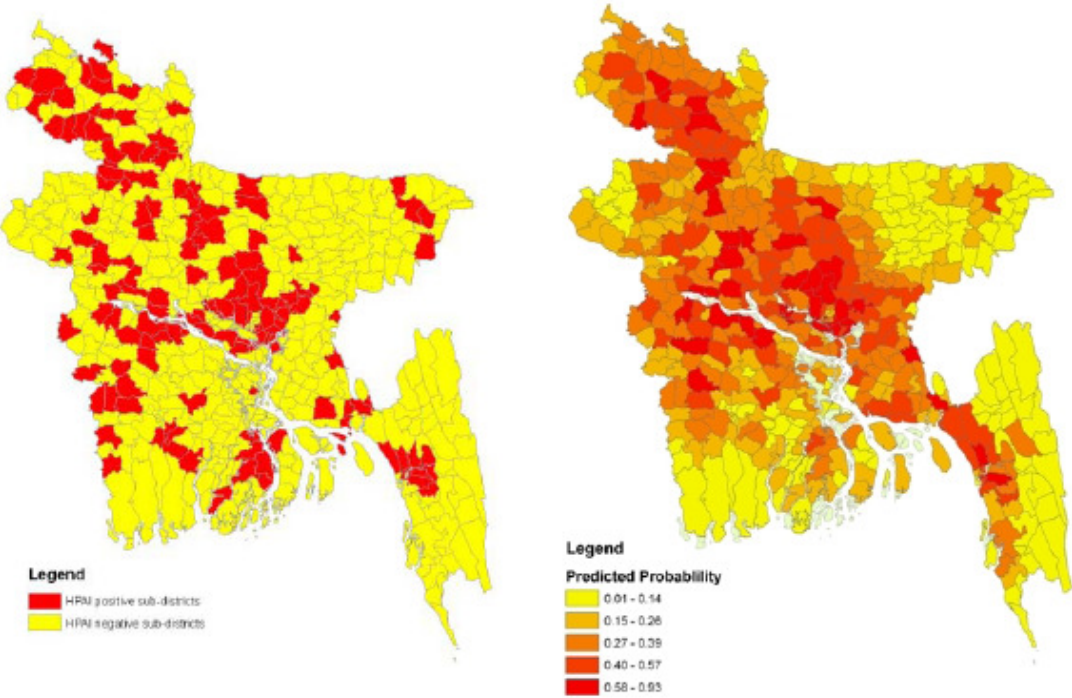 Legend
HPAI positive sub-districts
HPAI negative sub-districts
Legend
Predicted Probablility
0.01 - 0.14
0.15 - 0.26
0.27 - 0.39
0.40 - 0.57
0.58 - 0.93